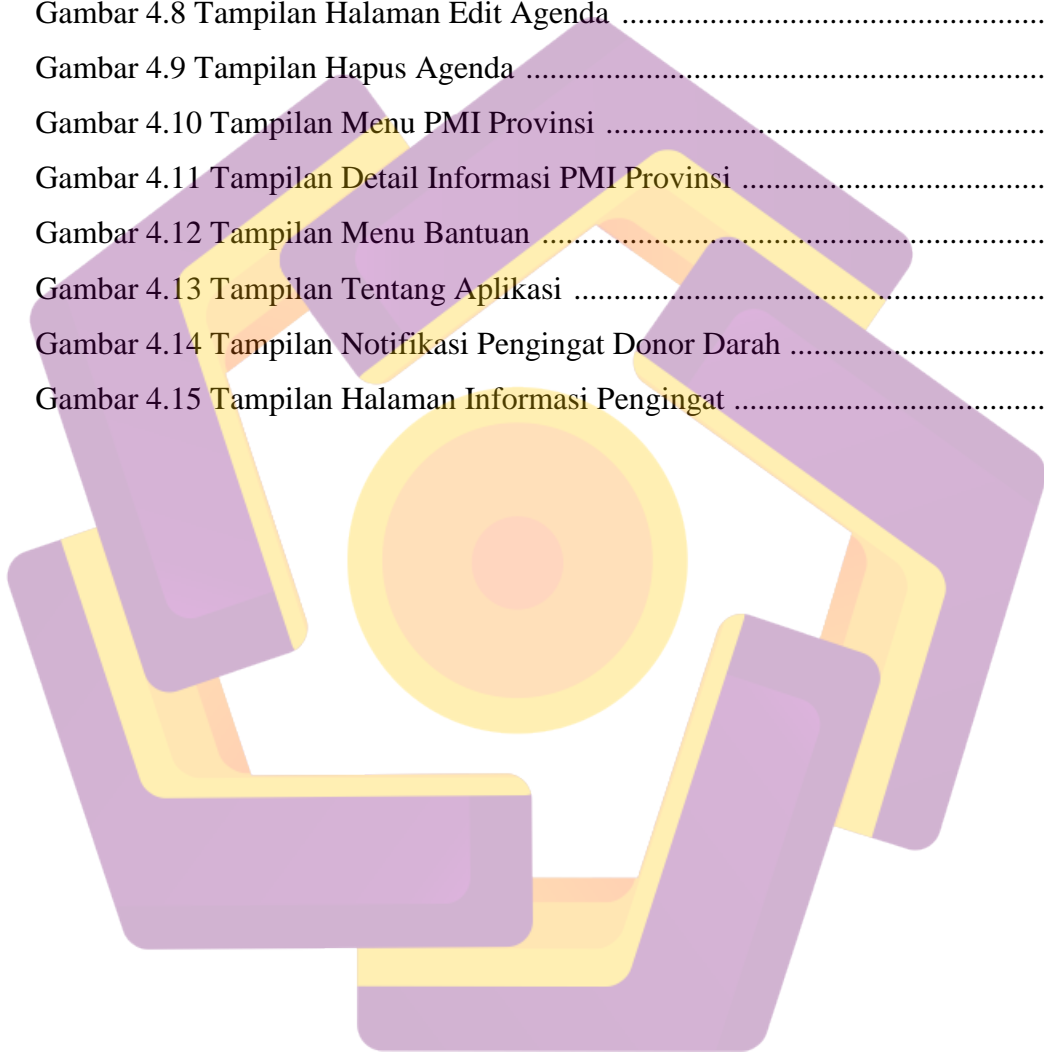 Gambar 4.8 Tampilan Halaman Edit Agenda ......................................................
Gambar 4.9 Tampilan Hapus Agenda ..................................................................
Gambar 4.10 Tampilan Menu PMI Provinsi ........................................................
Gambar 4.11 Tampilan Detail Informasi PMI Provinsi ......................................
Gambar 4.12 Tampilan Menu Bantuan ................................................................
Gambar 4.13 Tampilan Tentang Aplikasi ............................................................
Gambar 4.14 Tampilan Notifikasi Pengingat Donor Darah ................................
Gambar 4.15 Tampilan Halaman Informasi Pengingat .......................................